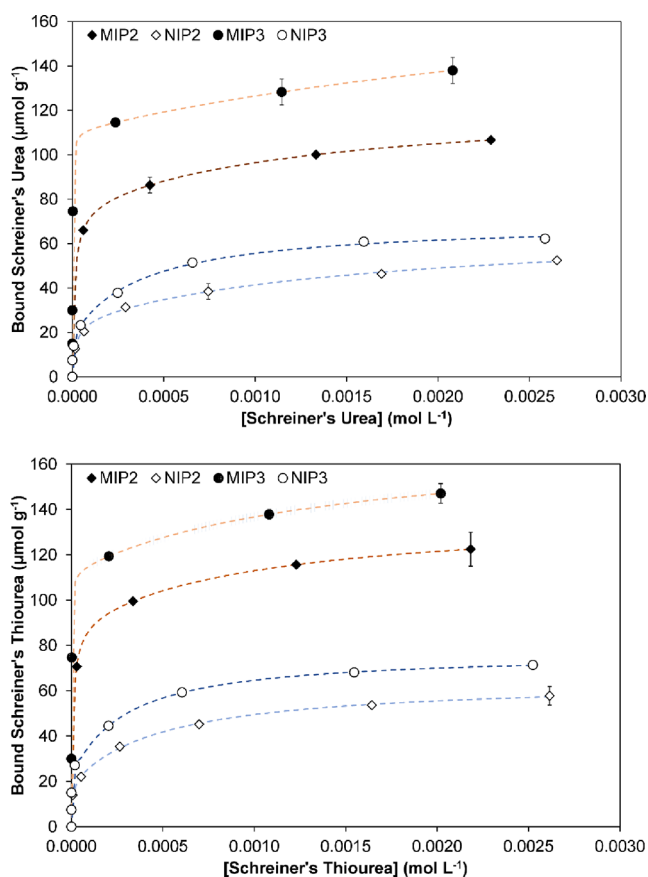 MIP2 NIP2 MIP3 NIP3
160
140
120
100
80
60
40
20
0
Bound Schreiner's Urea (µmol g⁻¹)
0.0000 0.0005 0.0010 0.0015 0.0020 0.0025 0.0030
[Schreiner's Urea] (mol L⁻¹)
MIP2 NIP2 MIP3 NIP3
160
140
120
100
80
60
40
20
0
Bound Schreiner's Thiourea (µmol g⁻¹)
0.0000 0.0005 0.0010 0.0015 0.0020 0.0025 0.0030
[Schreiner's Thiourea] (mol L⁻¹)